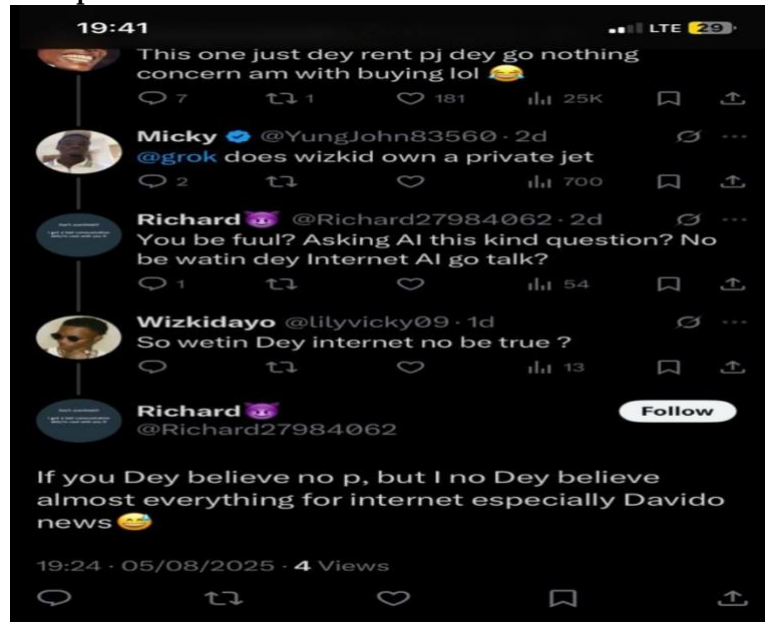 19:41 LTE 29
This one just dey rent pj dey go nothing
concern am with buying lol 😂
7 1 181 25K
Micky @YungJohn83560 · 2d
@grok does wizkid own a private jet
2 700
Richard😈 @Richard27984062 · 2d
You be fuul? Asking AI this kind question? No
be watin dey Internet AI go talk?
1 54
Wizkidayo @lilyvicky09 · 1d
So wetin Dey internet no be true ?
13
Richard😈 Follow
@Richard27984062
If you Dey believe no p, but I no Dey believe
almost everything for internet especially Davido
news😅
19:24 · 05/08/2025 · 4 Views